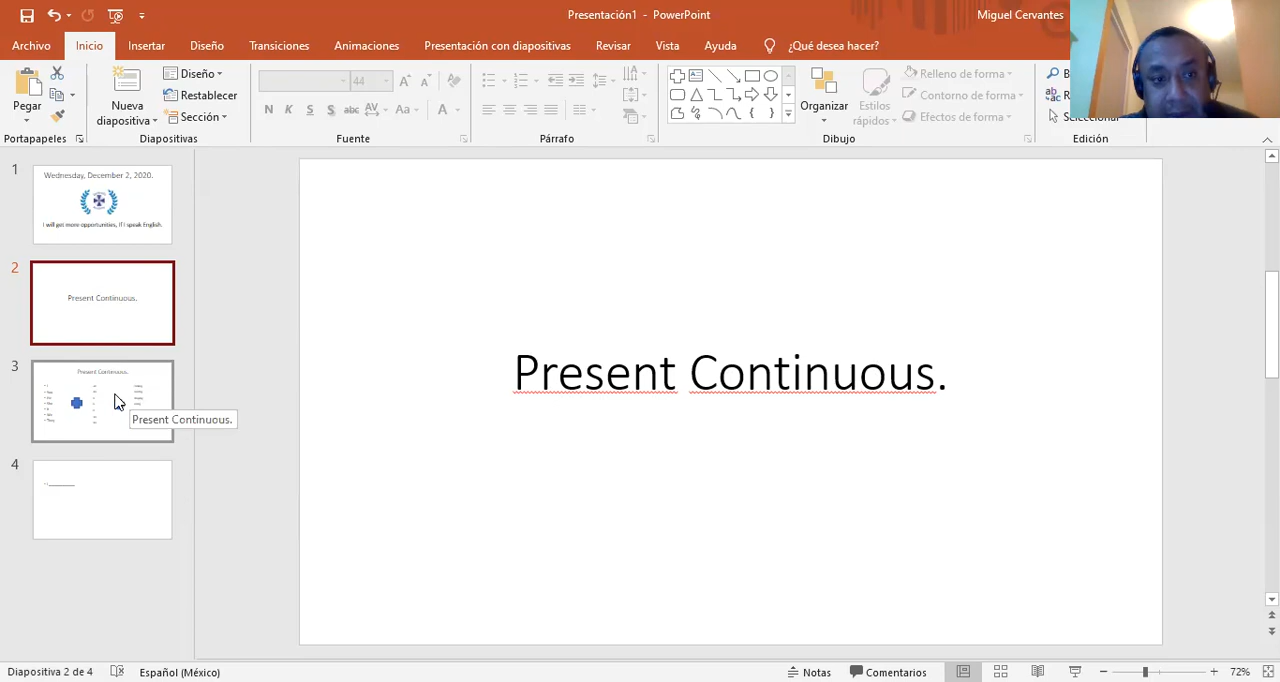 Presentación1 - PowerPoint
Miguel Cervantes
Archivo Inicio Insertar Diseño Transiciones Animaciones Presentación con diapositivas Revisar Vista Ayuda ¿Qué desea hacer?
Pegar
Nueva diapositiva
Diseño
Restablecer
Sección
44
N K S S abc AV Aa A
Organizar
Estilos rápidos
Relleno de forma
Contorno de forma
Efectos de forma
Seleccionar
Portapapeles Diapositivas Fuente Párrafo Dibujo Edición
1
Wednesday, December 2, 2020.
I will get more opportunities, If I speak English.
2
Present Continuous.
3
Present Continuous.
Present Continuous.
4
Present Continuous.
Diapositiva 2 de 4 Español (México) Notas Comentarios 72%